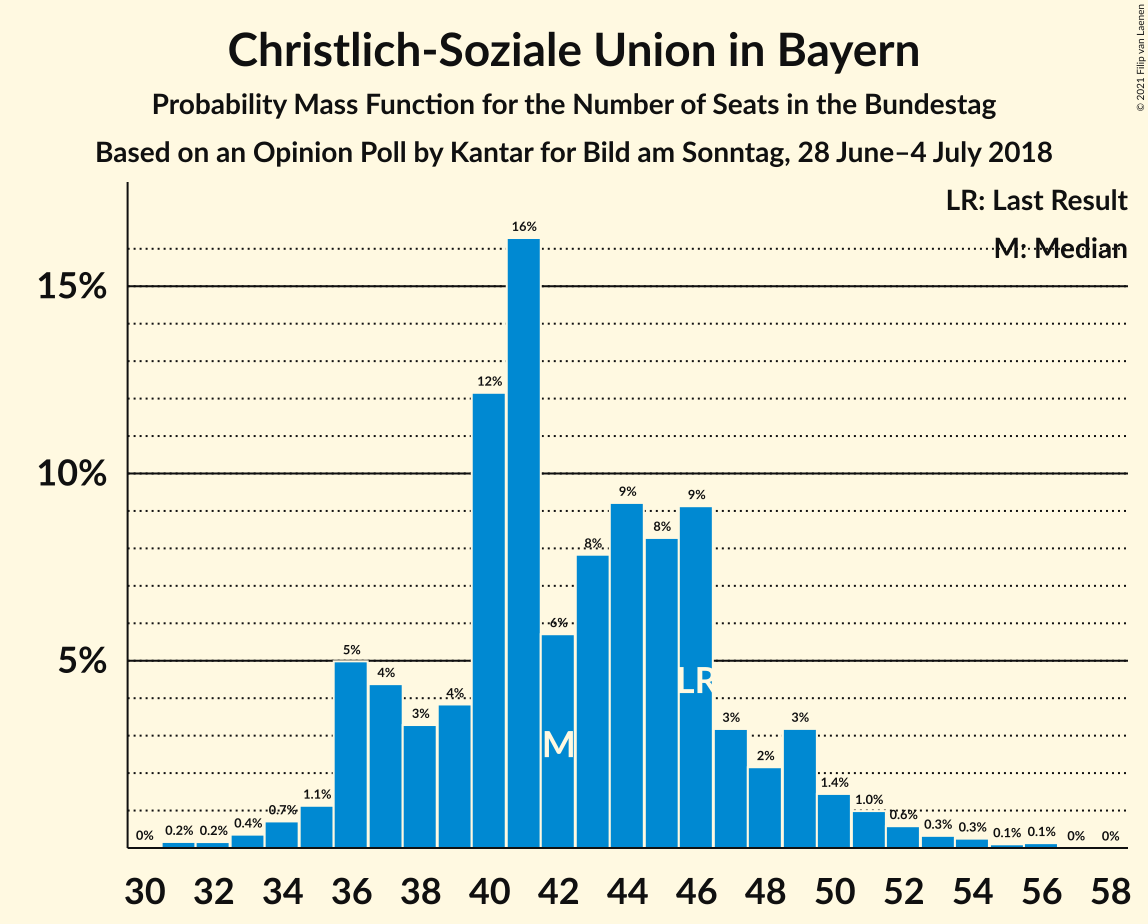 Christlich-Soziale Union in Bayern
Probability Mass Function for the Number of Seats in the Bundestag
Based on an Opinion Poll by Kantar for Bild am Sonntag, 28 June–4 July 2018
© 2021 Filip van Laenen
LR: Last Result
M: Median
15%
10%
5%
0% 0.2% 0.2% 0.4% 0.7% 1.1% 5% 4% 3% 4% 12% 16% 6% 8% 9% 8% 9% 3% 2% 3% 1.4% 1.0% 0.6% 0.3% 0.3% 0.1% 0.1% 0% 0%
M
LR
30 32 34 36 38 40 42 44 46 48 50 52 54 56 58